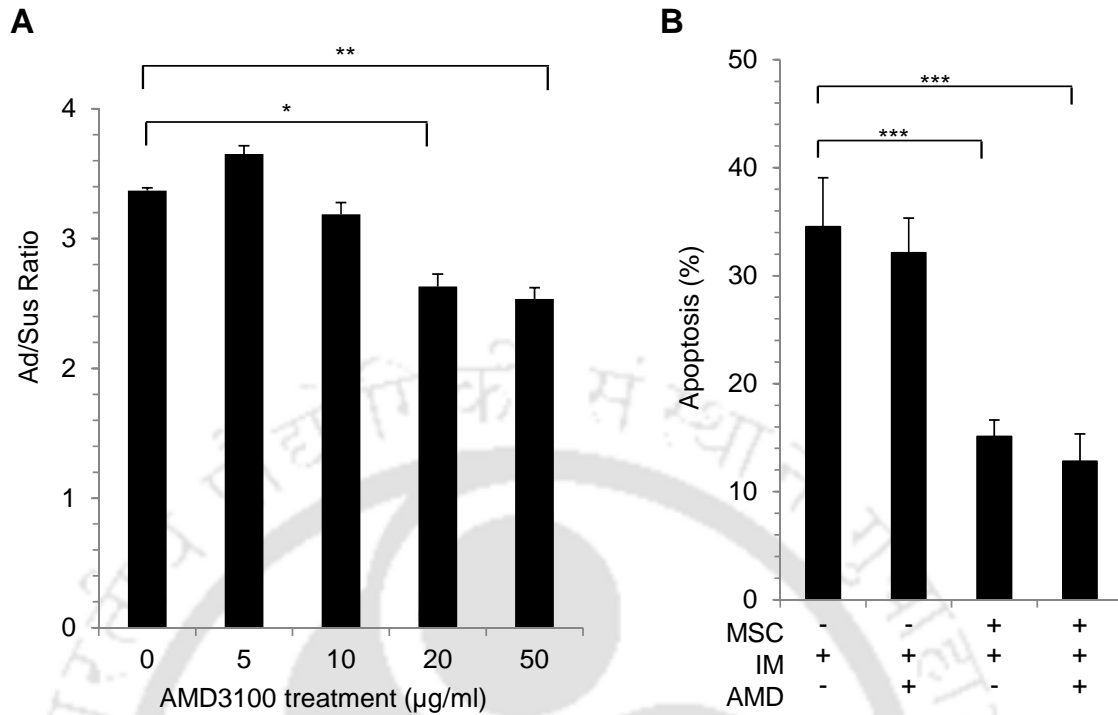 A
**
*
4
3
2
1
0
Ad/Sus Ratio
0 5 10 20 50
AMD3100 treatment (µg/ml)
B
***
***
50
40
30
20
10
0
Apoptosis (%)
MSC - - + +
IM + + + +
AMD - + - +